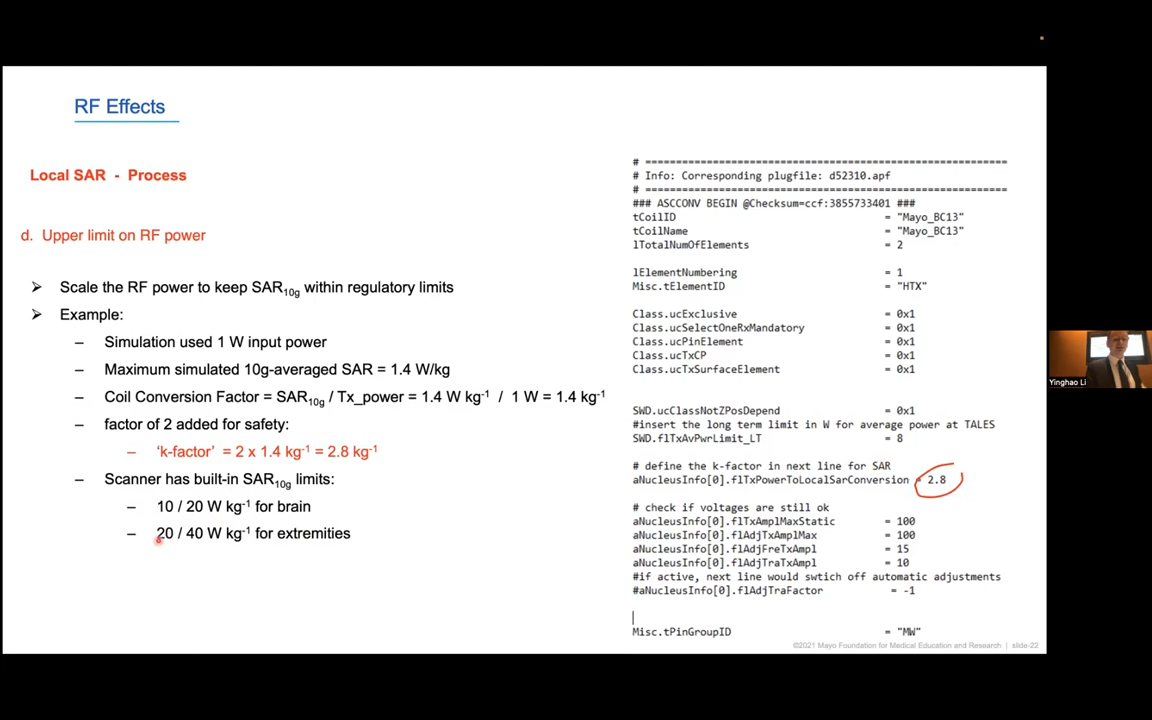 RF Effects
Local SAR - Process
d. Upper limit on RF power
➢ Scale the RF power to keep SAR10g within regulatory limits
➢ Example:
– Simulation used 1 W input power
– Maximum simulated 10g-averaged SAR = 1.4 W/kg
– Coil Conversion Factor = SAR10g / Tx_power = 1.4 W kg-1 / 1 W = 1.4 kg-1
– factor of 2 added for safety:
– ‘k-factor’ = 2 x 1.4 kg-1 = 2.8 kg-1
– Scanner has built-in SAR10g limits:
– 10 / 20 W kg-1 for brain
– 20 / 40 W kg-1 for extremities
# ==========================================================
# Info: Corresponding plugfile: d52310.apf
# ==========================================================
### ASCCONV BEGIN @Checksum=ccf:3855733401 ###
tCoilID = "Mayo_BC13"
tCoilName = "Mayo_BC13"
lTotalNumOfElements = 2
lElementNumbering = 1
Misc.tElementID = "HTX"
Class.ucExclusive = 0x1
Class.ucSelectOneRxMandatory = 0x1
Class.ucPinElement = 0x1
Class.ucTxCP = 0x1
Class.ucTxSurfaceElement = 0x1
SWD.ucClassNotZPosDepend = 0x1
#insert the long term limit in W for average power at TALES
SWD.flTxAvPwrLimit_LT = 8
# define the k-factor in next line for SAR
aNucleusInfo[0].flTxPowerToLocalSarConversion = 2.8
# check if voltages are still ok
aNucleusInfo[0].flTxAmplMaxStatic = 100
aNucleusInfo[0].flAdjTxAmplMax = 100
aNucleusInfo[0].flAdjFreTxAmpl = 15
aNucleusInfo[0].flAdjTraTxAmpl = 10
#if active, next line would swtich off automatic adjustments
#aNucleusInfo[0].flAdjTraFactor = -1
Misc.tPinGroupID = "MW"
©2021 Mayo Foundation for Medical Education and Research | slide-22
Yinghao Li